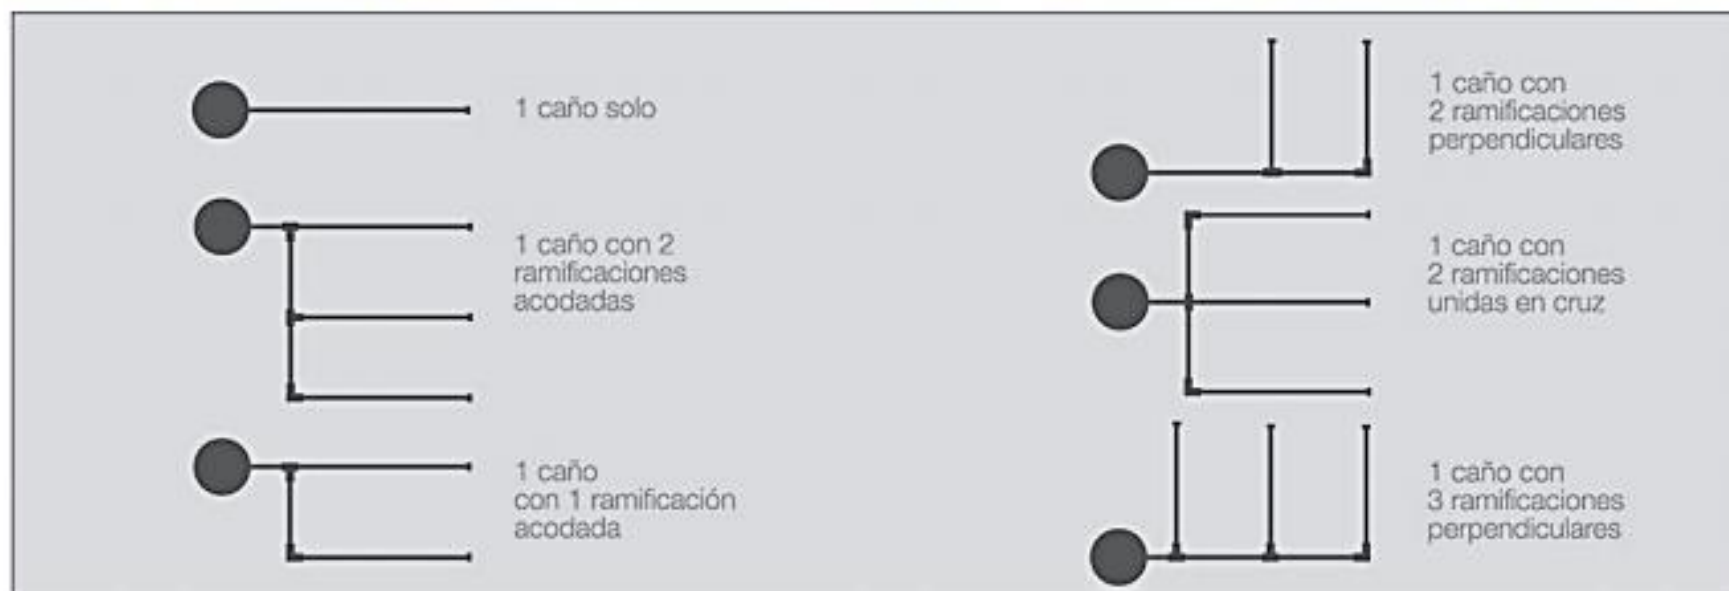 1 caño solo
1 caño con 2
ramificaciones
acodadas
1 caño
con 1 ramificación
acodada
1 caño con
2 ramificaciones
perpendiculares
1 caño con
2 ramificaciones
unidas en cruz
1 caño con
3 ramificaciones
perpendiculares